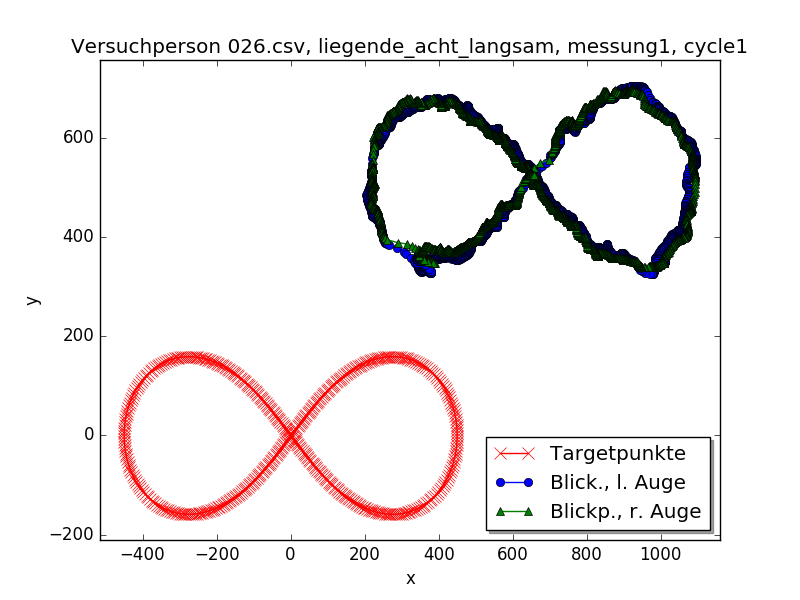 Versuchperson 026.csv, liegende_acht_langsam, messung1, cycle1
y
600
400
200
0
−200
Targetpunkte
Blick., l. Auge
Blickp., r. Auge
−400 −200 0 200 400 600 800 1000
x